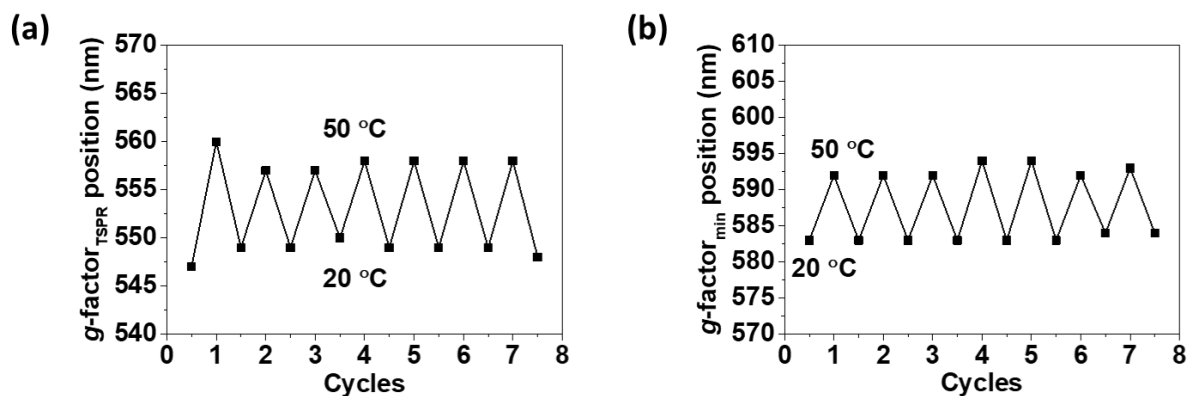 (a)
g-factorTSPR position (nm)
570
565
560
555
550
545
540
50 °C
20 °C
0 1 2 3 4 5 6 7 8
Cycles
(b)
g-factormin position (nm)
610
605
600
595
590
585
580
575
570
50 °C
20 °C
0 1 2 3 4 5 6 7 8
Cycles